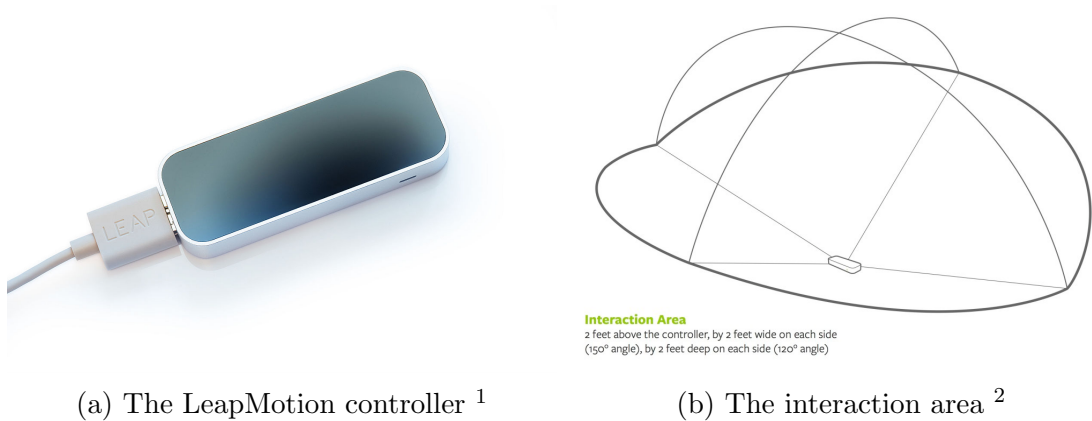 LEAP
Interaction Area
2 feet above the controller, by 2 feet wide on each side
(150° angle), by 2 feet deep on each side (120° angle)
(a) The LeapMotion controller 1
(b) The interaction area 2